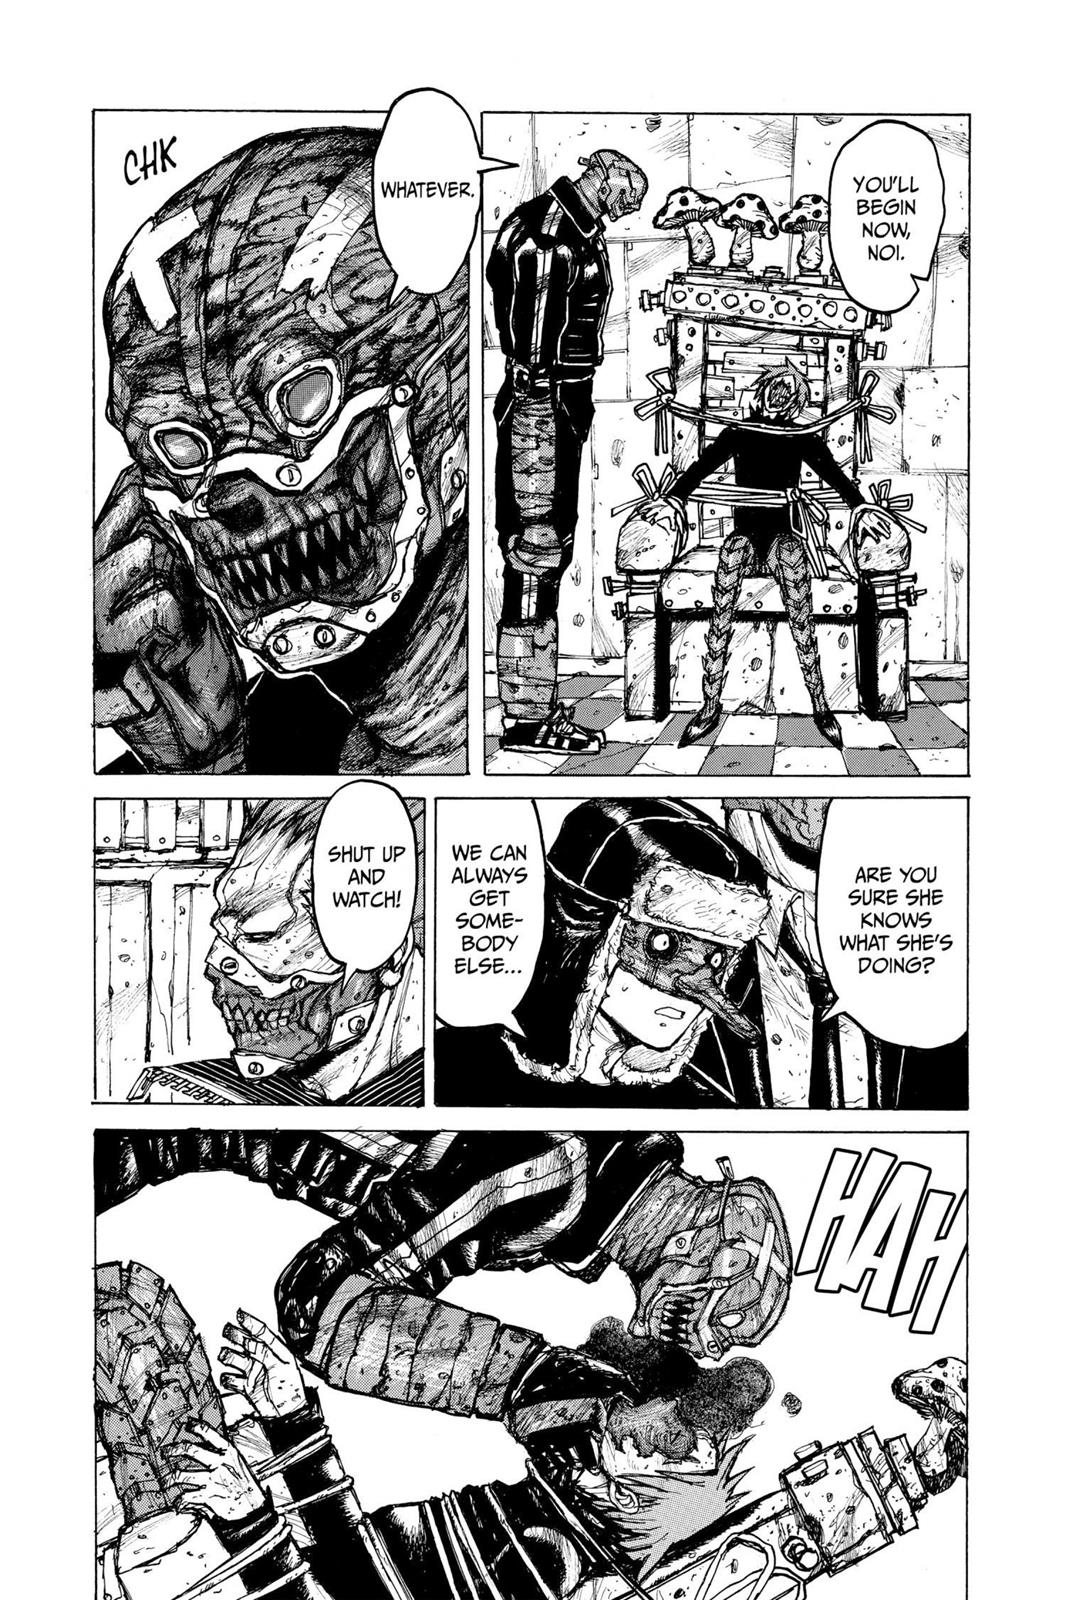 YOU'LL
BEGIN
NOW,
NOI.
WHATEVER.
CHK
ARE YOU
SURE SHE
KNOWS
WHAT SHE'S
DOING?
WE CAN
ALWAYS
GET
SOME-
BODY
ELSE...
SHUT UP
AND
WATCH!
HAH